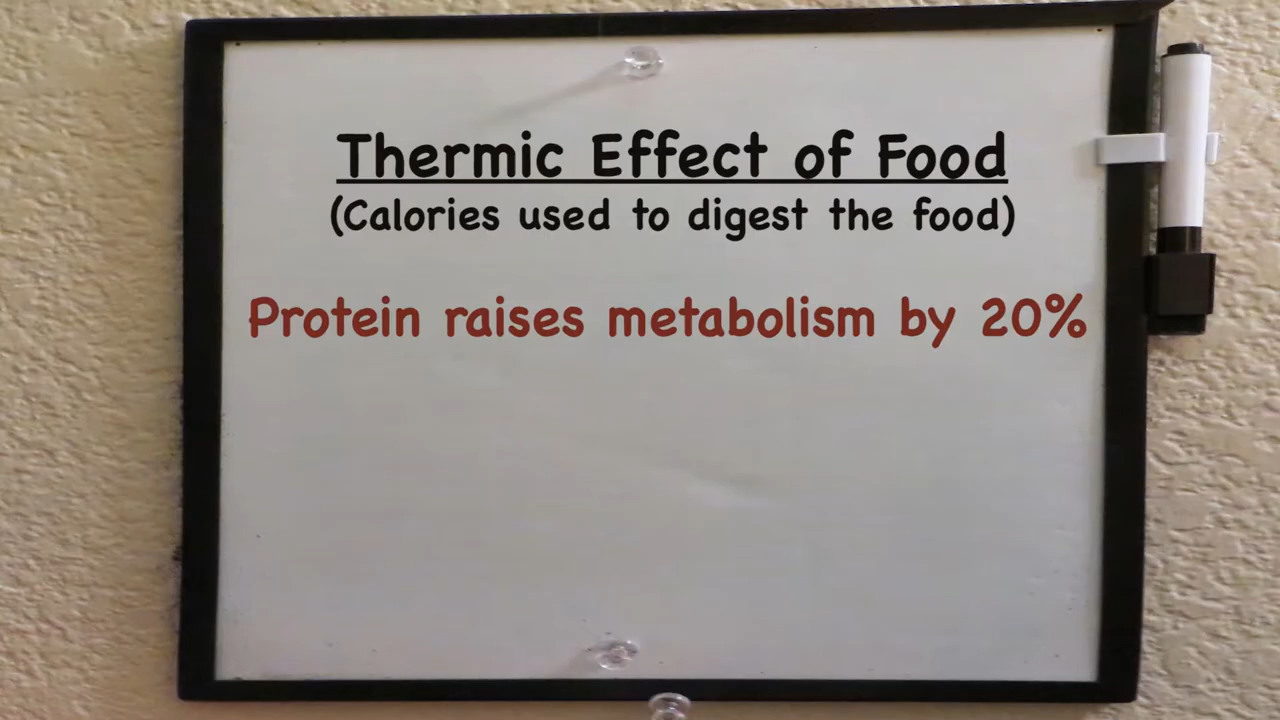 Thermic Effect of Food
(Calories used to digest the food)
Protein raises metabolism by 20%